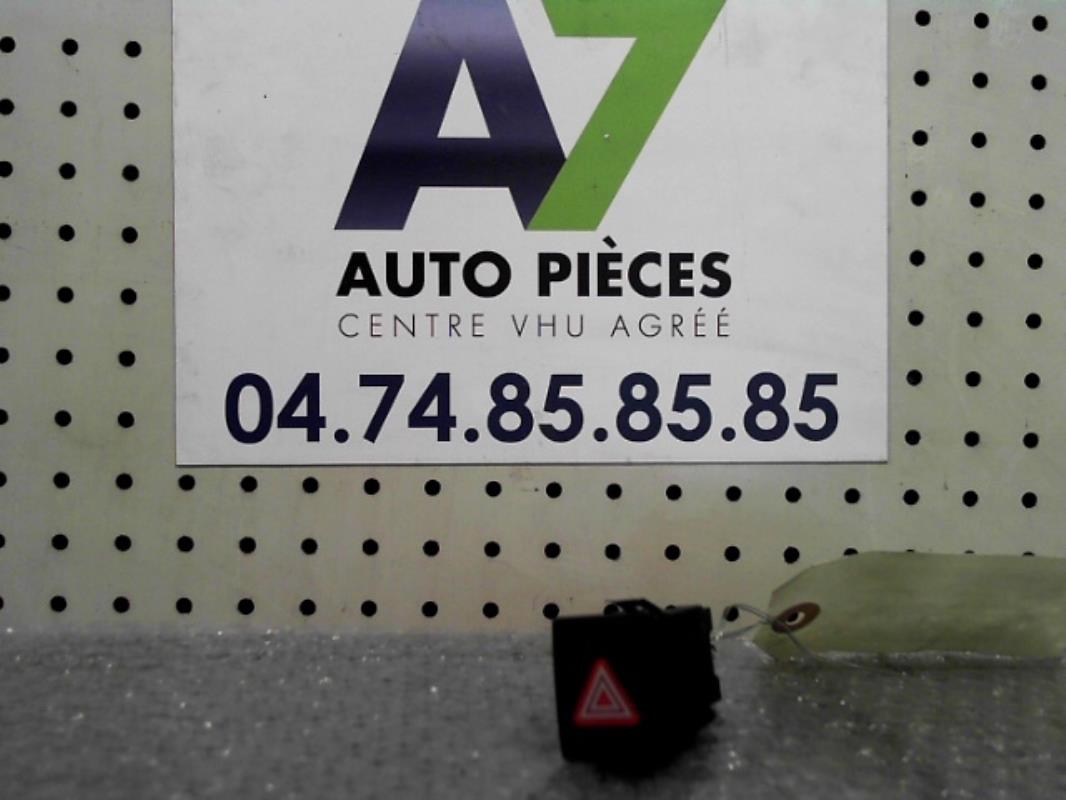 A7
AUTO PIÈCES
CENTRE VHU AGRÉÉ
04.74.85.85.85